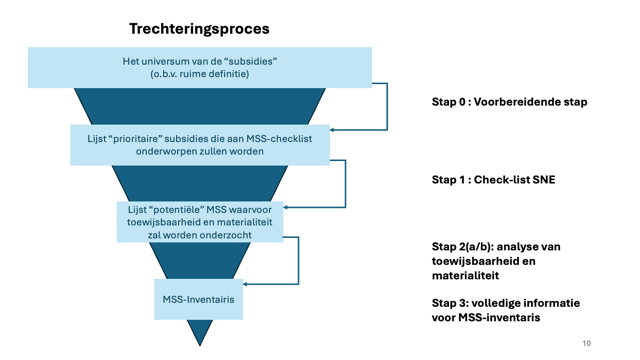 Trechteringsproces
Het universum van de “subsidies”
(o.b.v. ruime definitie)
Stap 0 : Voorbereidende stap
Lijst “prioritaire” subsidies die aan MSS-checklist
onderworpen zullen worden
Stap 1 : Check-list SNE
Lijst “potentiële” MSS waarvoor
toewijsbaarheid en materialiteit
zal worden onderzocht
Stap 2(a/b): analyse van
toewijsbaarheid en
materialiteit
MSS-Inventairis
Stap 3: volledige informatie
voor MSS-inventaris
10